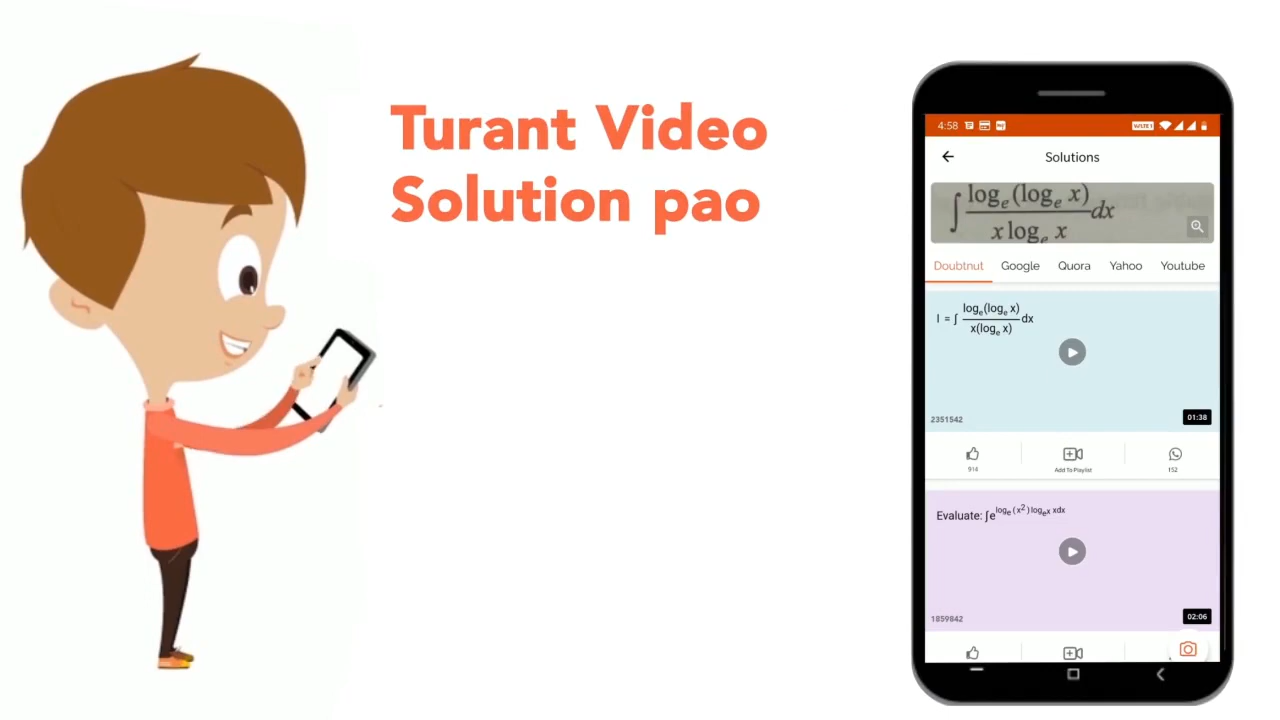 Turant Video
Solution pao
4:58
VoLTE1
Solutions
∫ logₑ(logₑ x) / x logₑ x dx
Doubtnut Google Quora Yahoo Youtube
I = ∫ logₑ(logₑ x) / x(logₑ x) dx
2351542 01:38
914 Add To Playlist 152
Evaluate: ∫e^logₑ(x²)logₑx xdx
1859842 02:06